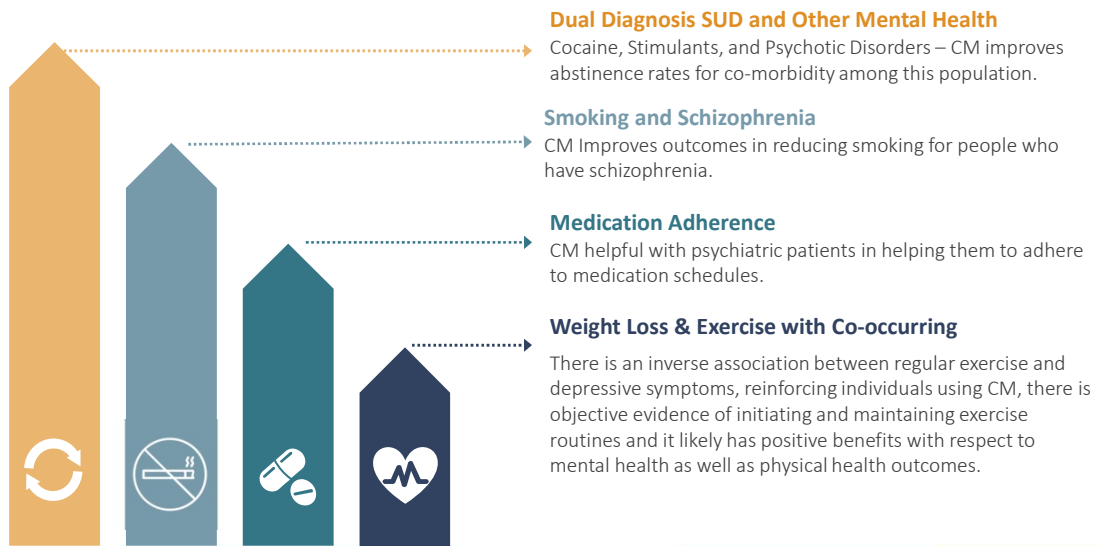 Dual Diagnosis SUD and Other Mental Health
Cocaine, Stimulants, and Psychotic Disorders – CM improves
abstinence rates for co-morbidity among this population.
Smoking and Schizophrenia
CM Improves outcomes in reducing smoking for people who
have schizophrenia.
Medication Adherence
CM helpful with psychiatric patients in helping them to adhere
to medication schedules.
Weight Loss & Exercise with Co-occurring
There is an inverse association between regular exercise and
depressive symptoms, reinforcing individuals using CM, there is
objective evidence of initiating and maintaining exercise
routines and it likely has positive benefits with respect to
mental health as well as physical health outcomes.